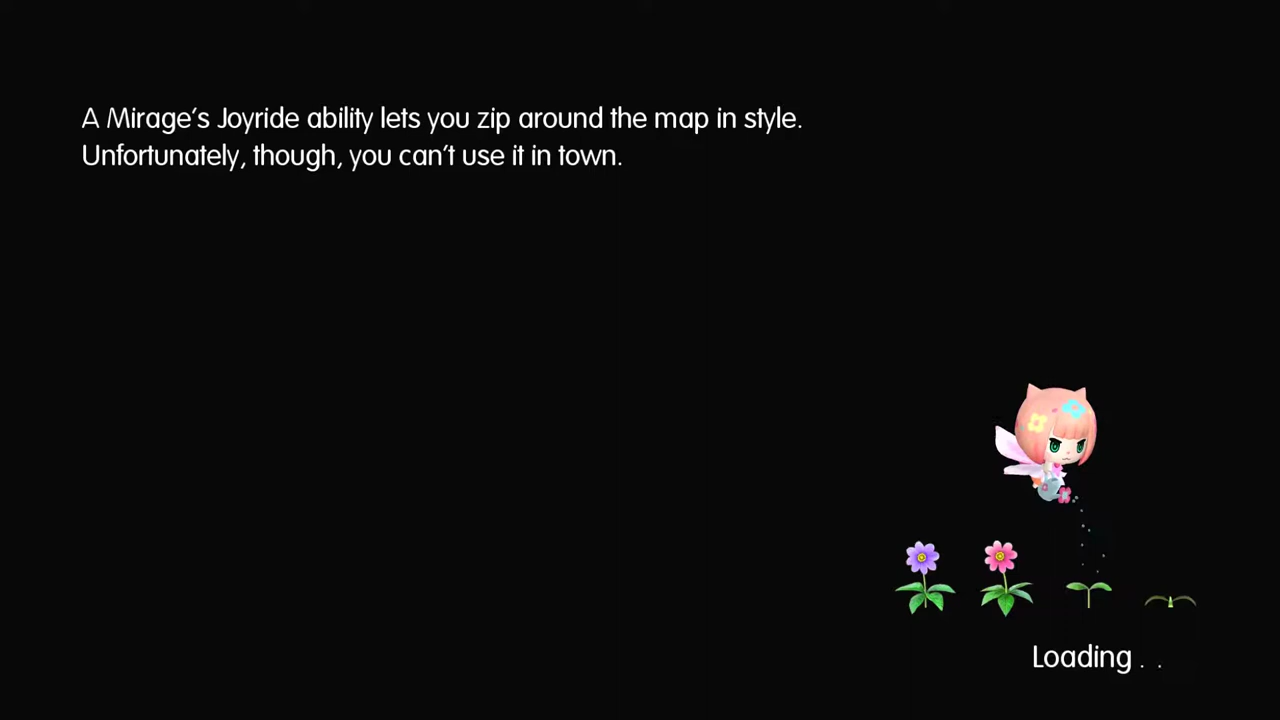 A Mirage's Joyride ability lets you zip around the map in style.
Unfortunately, though, you can't use it in town.
Loading . .